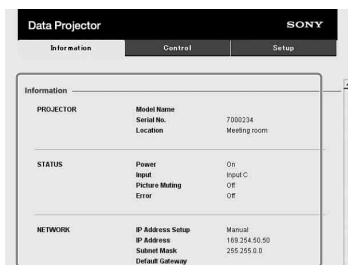 Data Projector SONY
Information Control Setup
Information
PROJECTOR Model Name
Serial No. 7000234
Location Meeting room
STATUS Power On
Input Input C
Picture Muting Off
Error Off
NETWORK IP Address Setup Manual
IP Address 169.254.50.50
Subnet Mask 255.255.0.0
Default Gateway